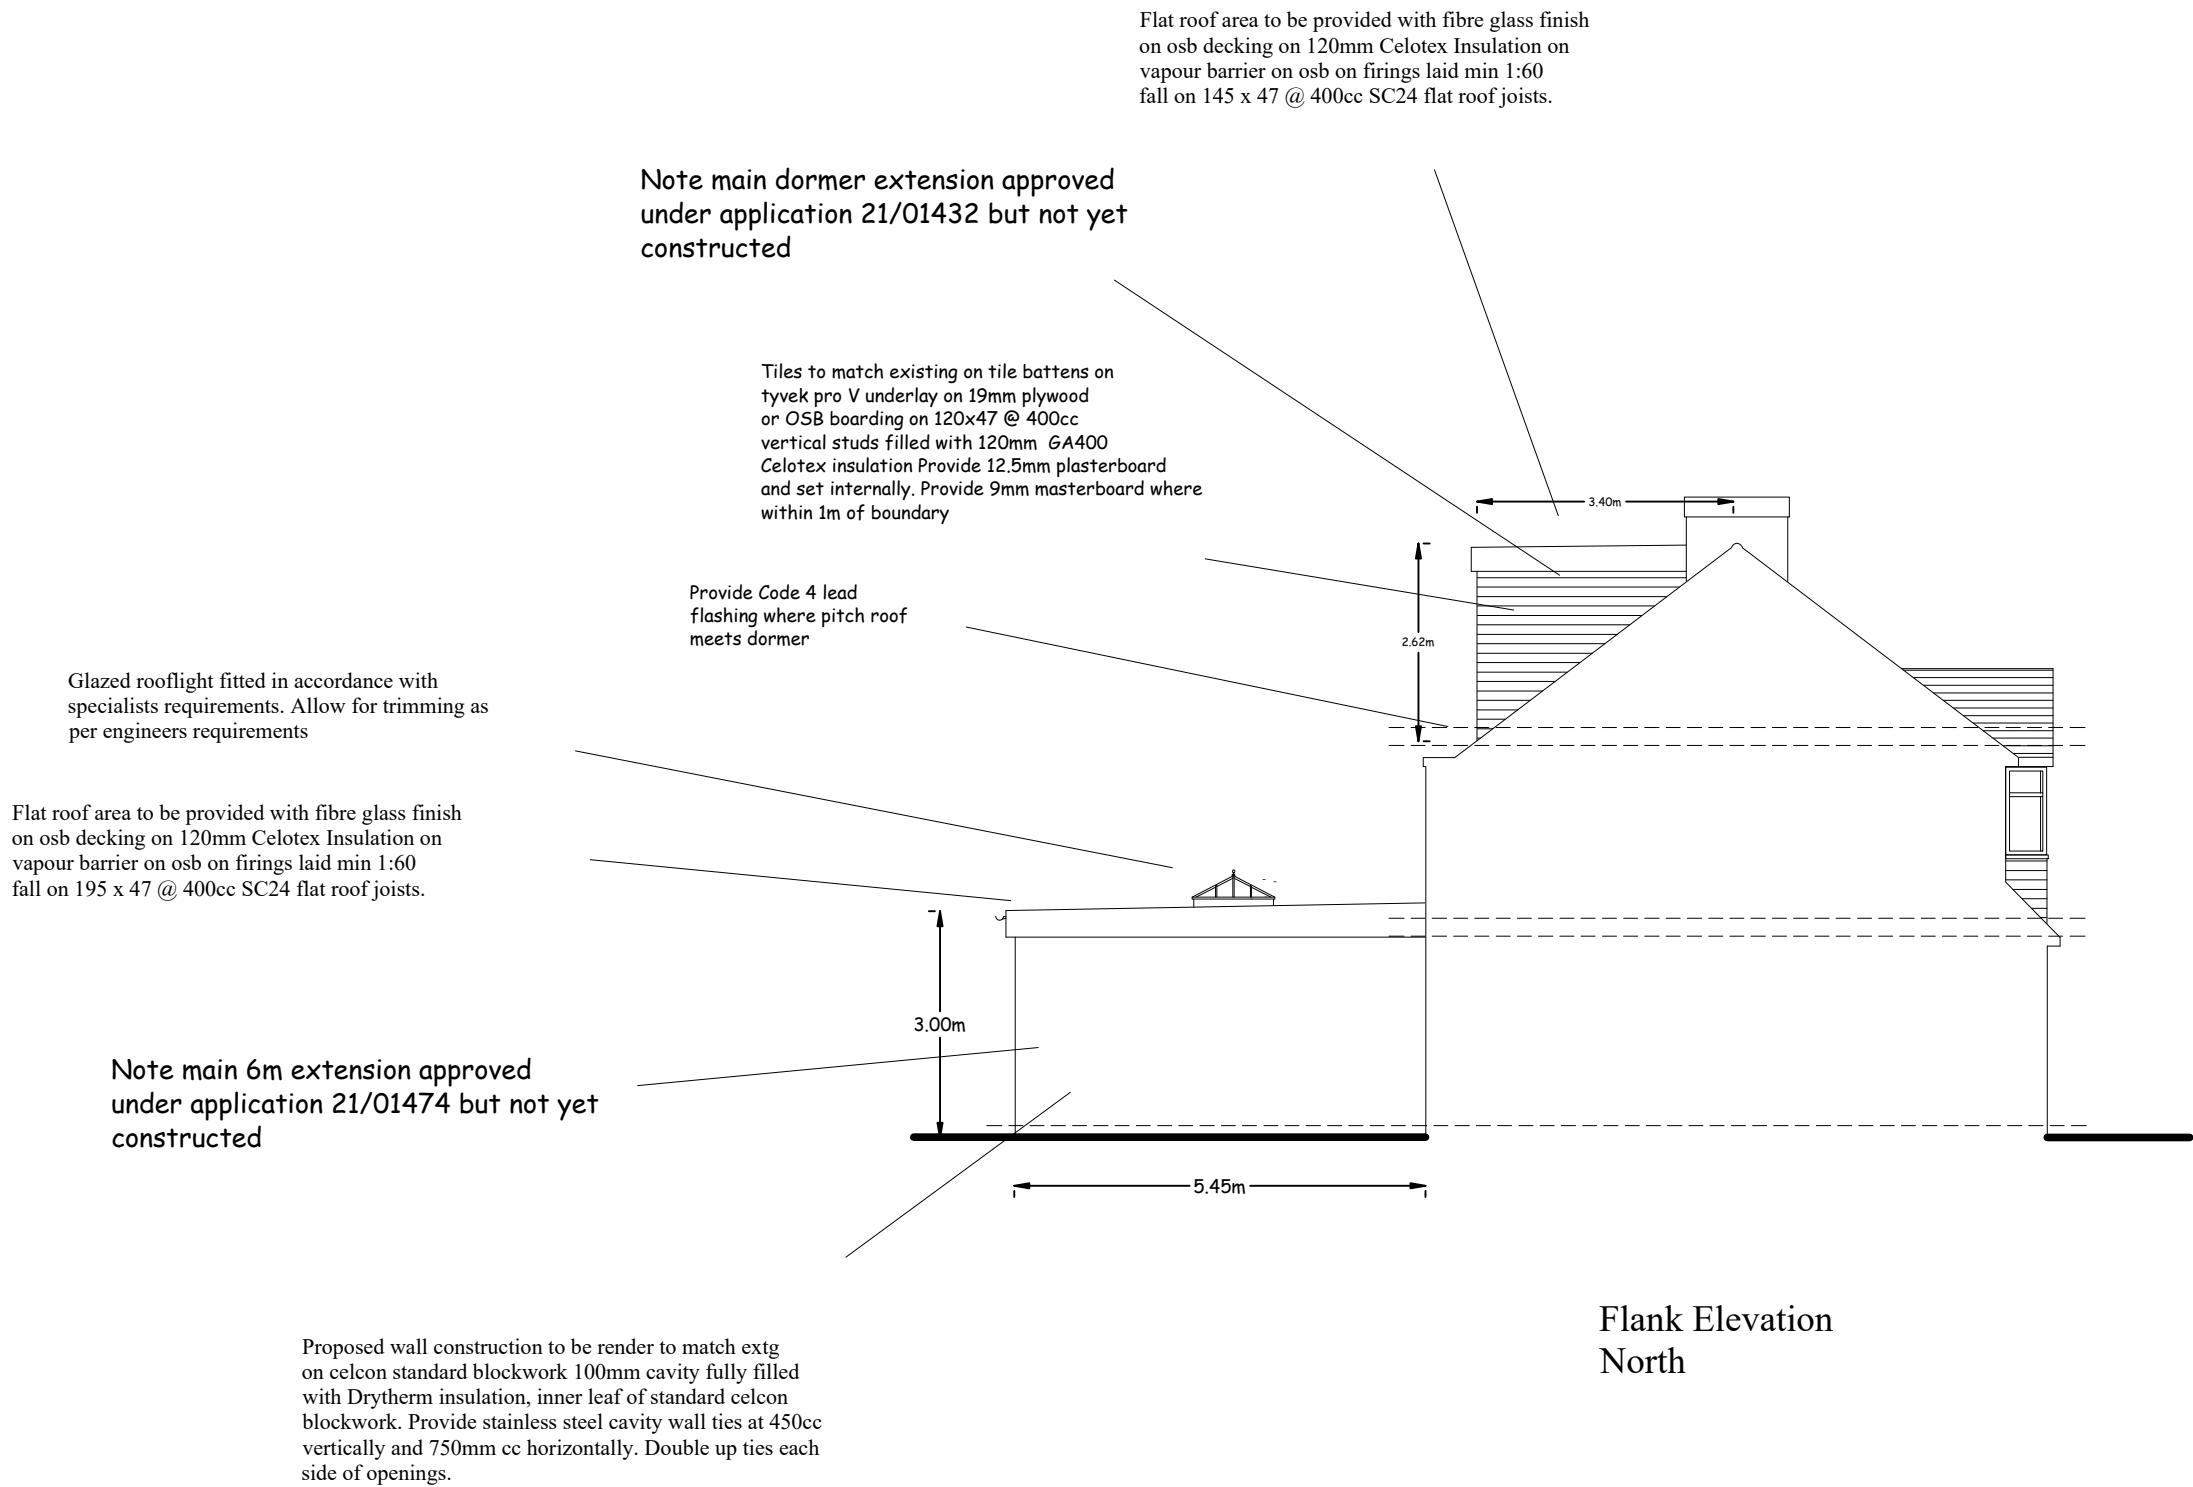 Flat roof area to be provided with fibre glass finish
on osb decking on 120mm Celotex Insulation on
vapour barrier on osb on firings laid min 1:60
fall on 145 x 47 @ 400cc SC24 flat roof joists.
Note main dormer extension approved
under application 21/01432 but not yet
constructed
Tiles to match existing on tile battens on
tyvek pro V underlay on 19mm plywood
or OSB boarding on 120x47 @ 400cc
vertical studs filled with 120mm GA400
Celotex insulation Provide 12.5mm plasterboard
and set internally. Provide 9mm masterboard where
within 1m of boundary
3.40m
Provide Code 4 lead
flashing where pitch roof
meets dormer
2.62m
Glazed rooflight fitted in accordance with
specialists requirements. Allow for trimming as
per engineers requirements
Flat roof area to be provided with fibre glass finish
on osb decking on 120mm Celotex Insulation on
vapour barrier on osb on firings laid min 1:60
fall on 195 x 47 @ 400cc SC24 flat roof joists.
3.00m
Note main 6m extension approved
under application 21/01474 but not yet
constructed
5.45m
Flank Elevation
North
Proposed wall construction to be render to match extg
on celcon standard blockwork 100mm cavity fully filled
with Drytherm insulation, inner leaf of standard celcon
blockwork. Provide stainless steel cavity wall ties at 450cc
vertically and 750mm cc horizontally. Double up ties each
side of openings.